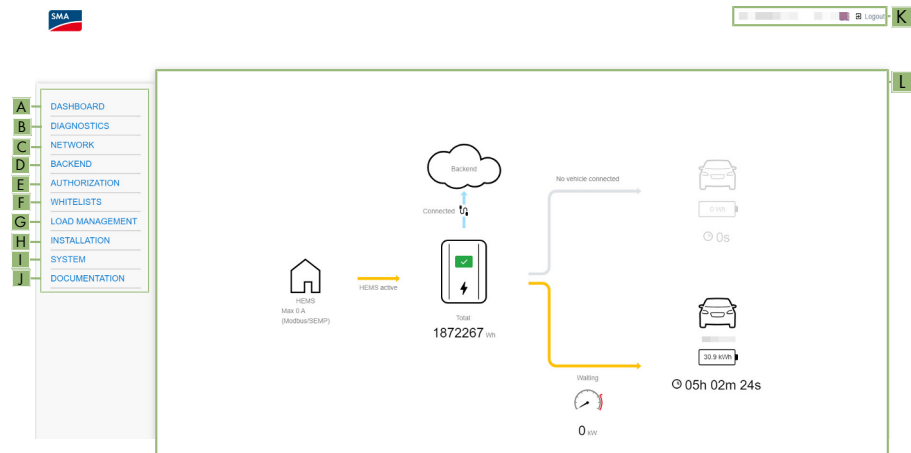 SMA
Logout
K
L
A
DASHBOARD
B
DIAGNOSTICS
C
NETWORK
D
BACKEND
E
AUTHORIZATION
F
WHITELISTS
G
LOAD MANAGEMENT
H
INSTALLATION
I
SYSTEM
J
DOCUMENTATION
Backend
Connected
No vehicle connected
0s
HEMS active
HEMS
Max 0 A
(Modbus/SEMP)
Total
1872267 Wh
30.9 kWh
05h 02m 24s
Waiting
0 kW